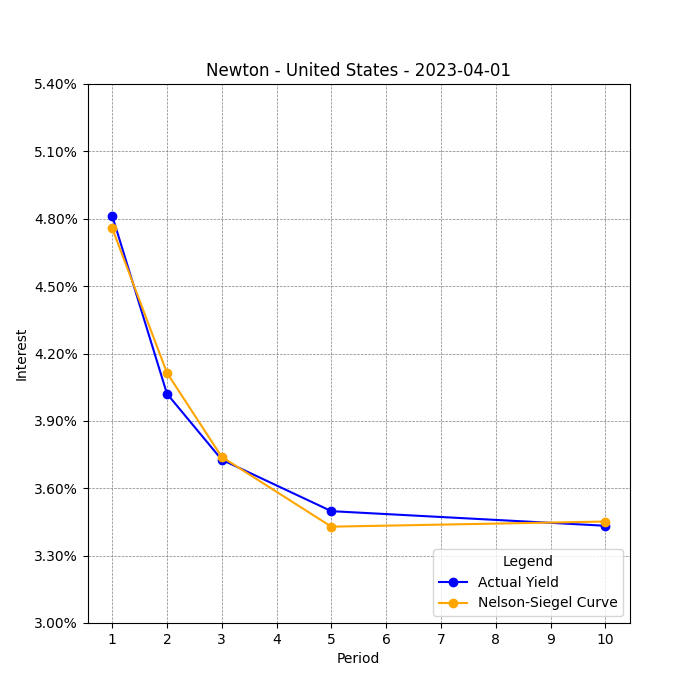 Newton - United States - 2023-04-01
5.40%
5.10%
4.80%
4.50%
4.20%
3.90%
3.60%
3.30%
3.00%
Interest
1 2 3 4 5 6 7 8 9 10
Period
Legend
Actual Yield
Nelson-Siegel Curve